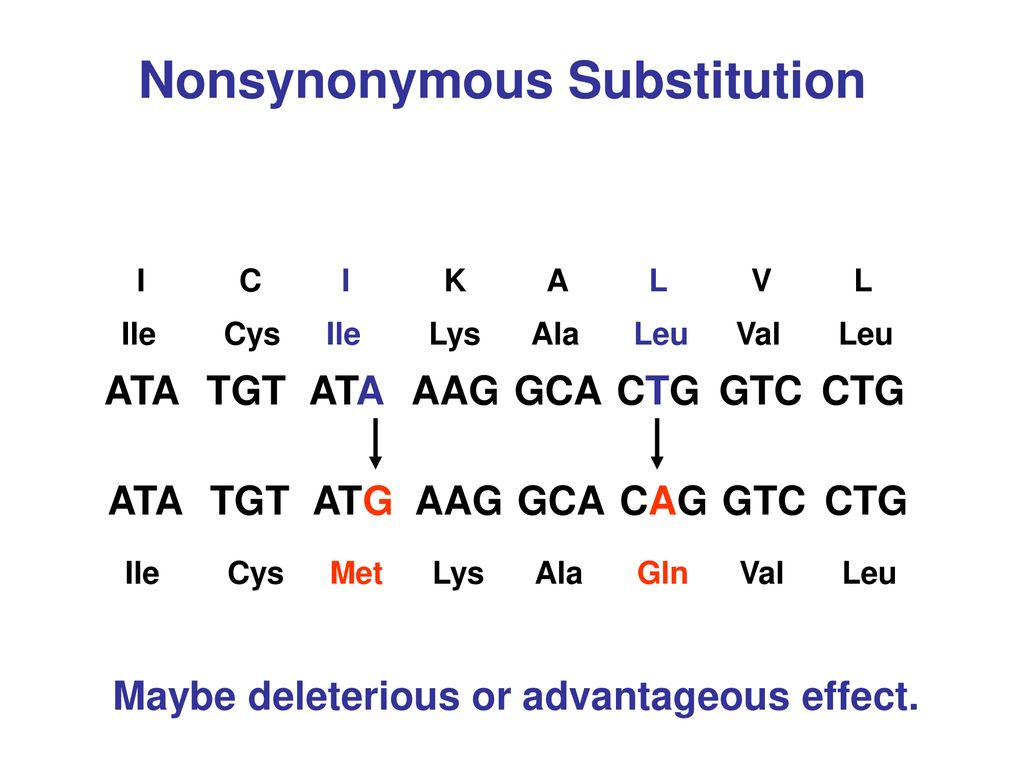 Nonsynonymous Substitution
I C I K A L V L
Ile Cys Ile Lys Ala Leu Val Leu
ATA TGT ATA AAG GCA CTG GTC CTG
ATA TGT ATG AAG GCA CAG GTC CTG
Ile Cys Met Lys Ala Gln Val Leu
Maybe deleterious or advantageous effect.